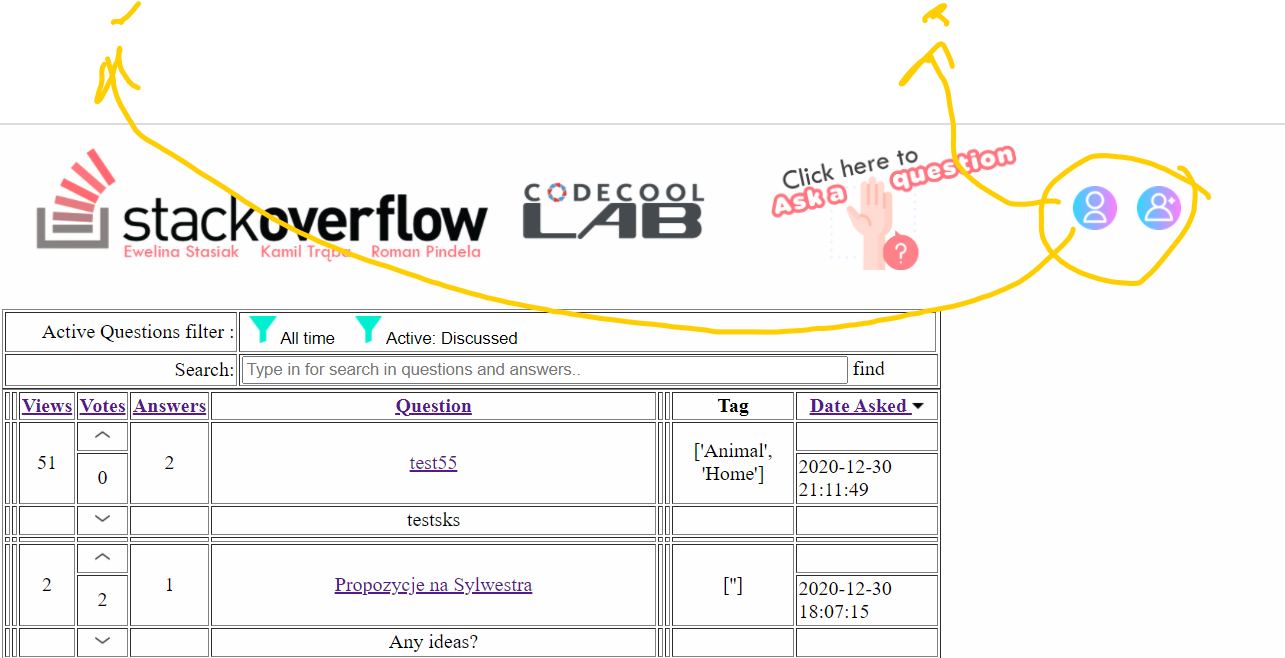 stackoverflow
Ewelina Stasiak Kamil Trąba Roman Pindela
CODECOOL
LAB
Click here to
Ask a question
?
Active Questions filter : All time Active: Discussed
Search: Type in for search in questions and answers.. find
Views Votes Answers Question Tag Date Asked
51 0 2 test55 ['Animal',
'Home'] 2020-12-30
21:11:49
testsks
2 2 1 Propozycje na Sylwestra [''] 2020-12-30
18:07:15
Any ideas?